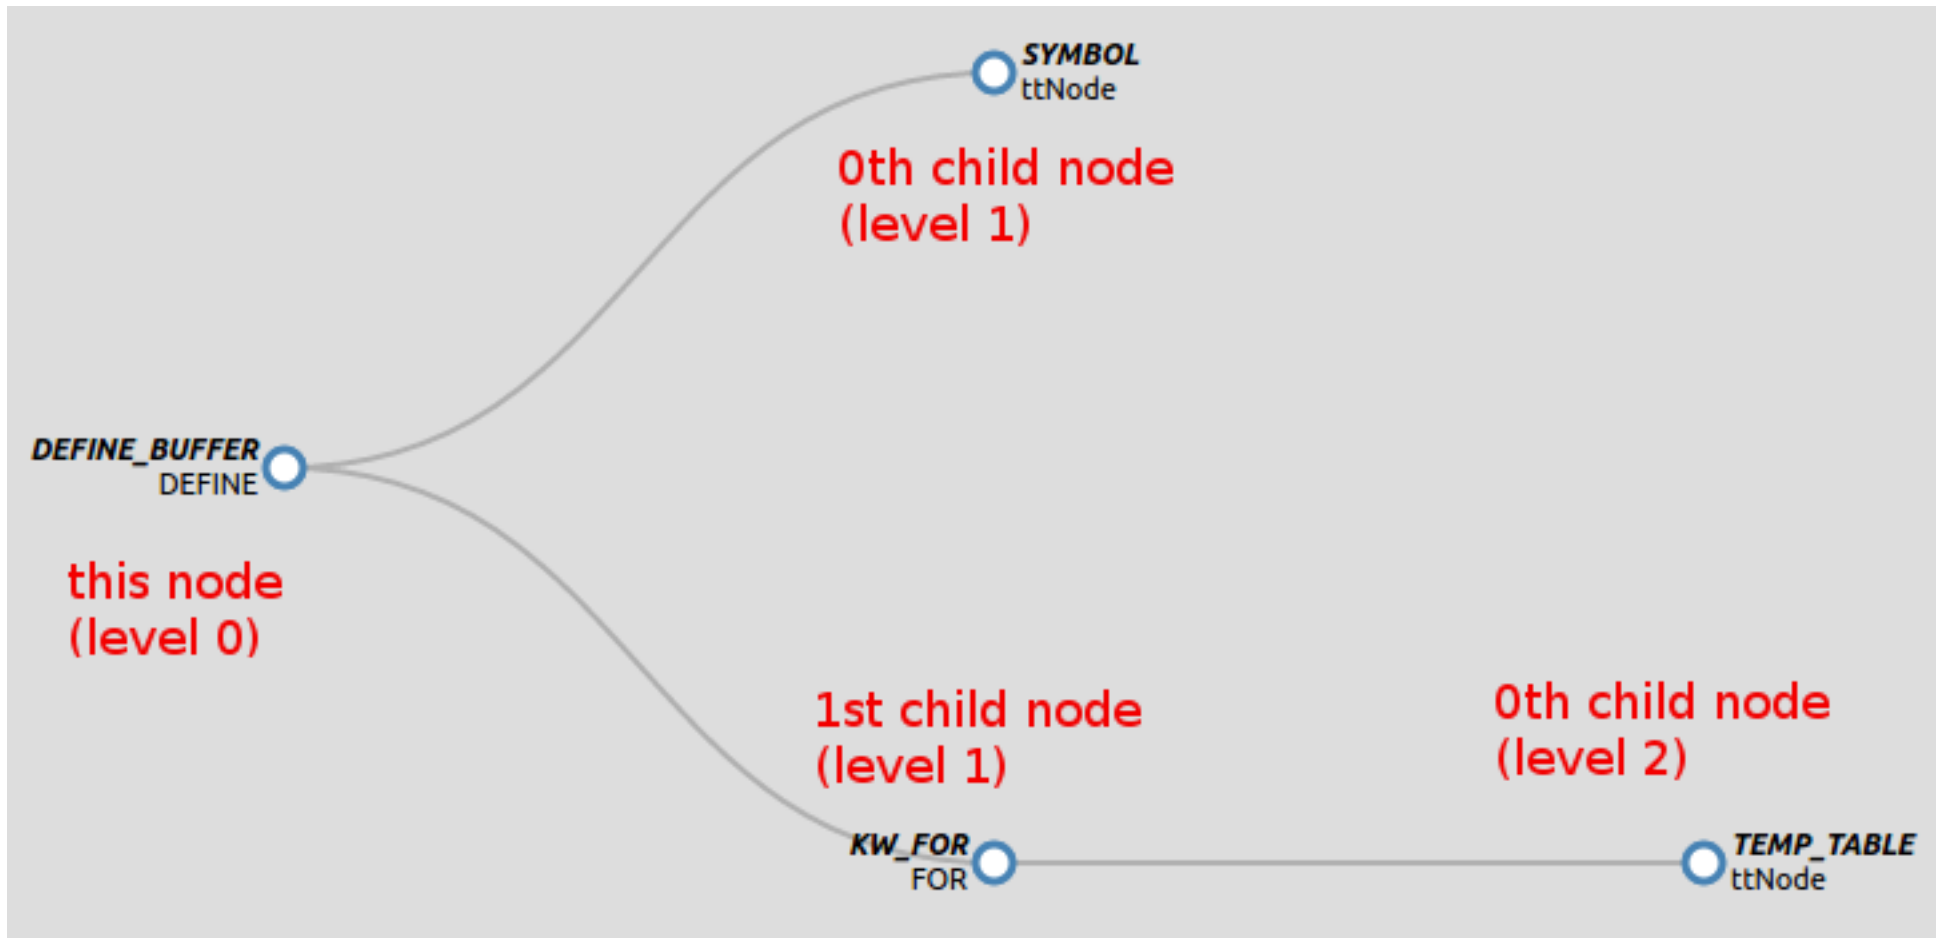 SYMBOL
ttNode
0th child node
(level 1)
DEFINE_BUFFER
DEFINE
this node
(level 0)
1st child node
(level 1)
KW_FOR
FOR
0th child node
(level 2)
TEMP_TABLE
ttNode